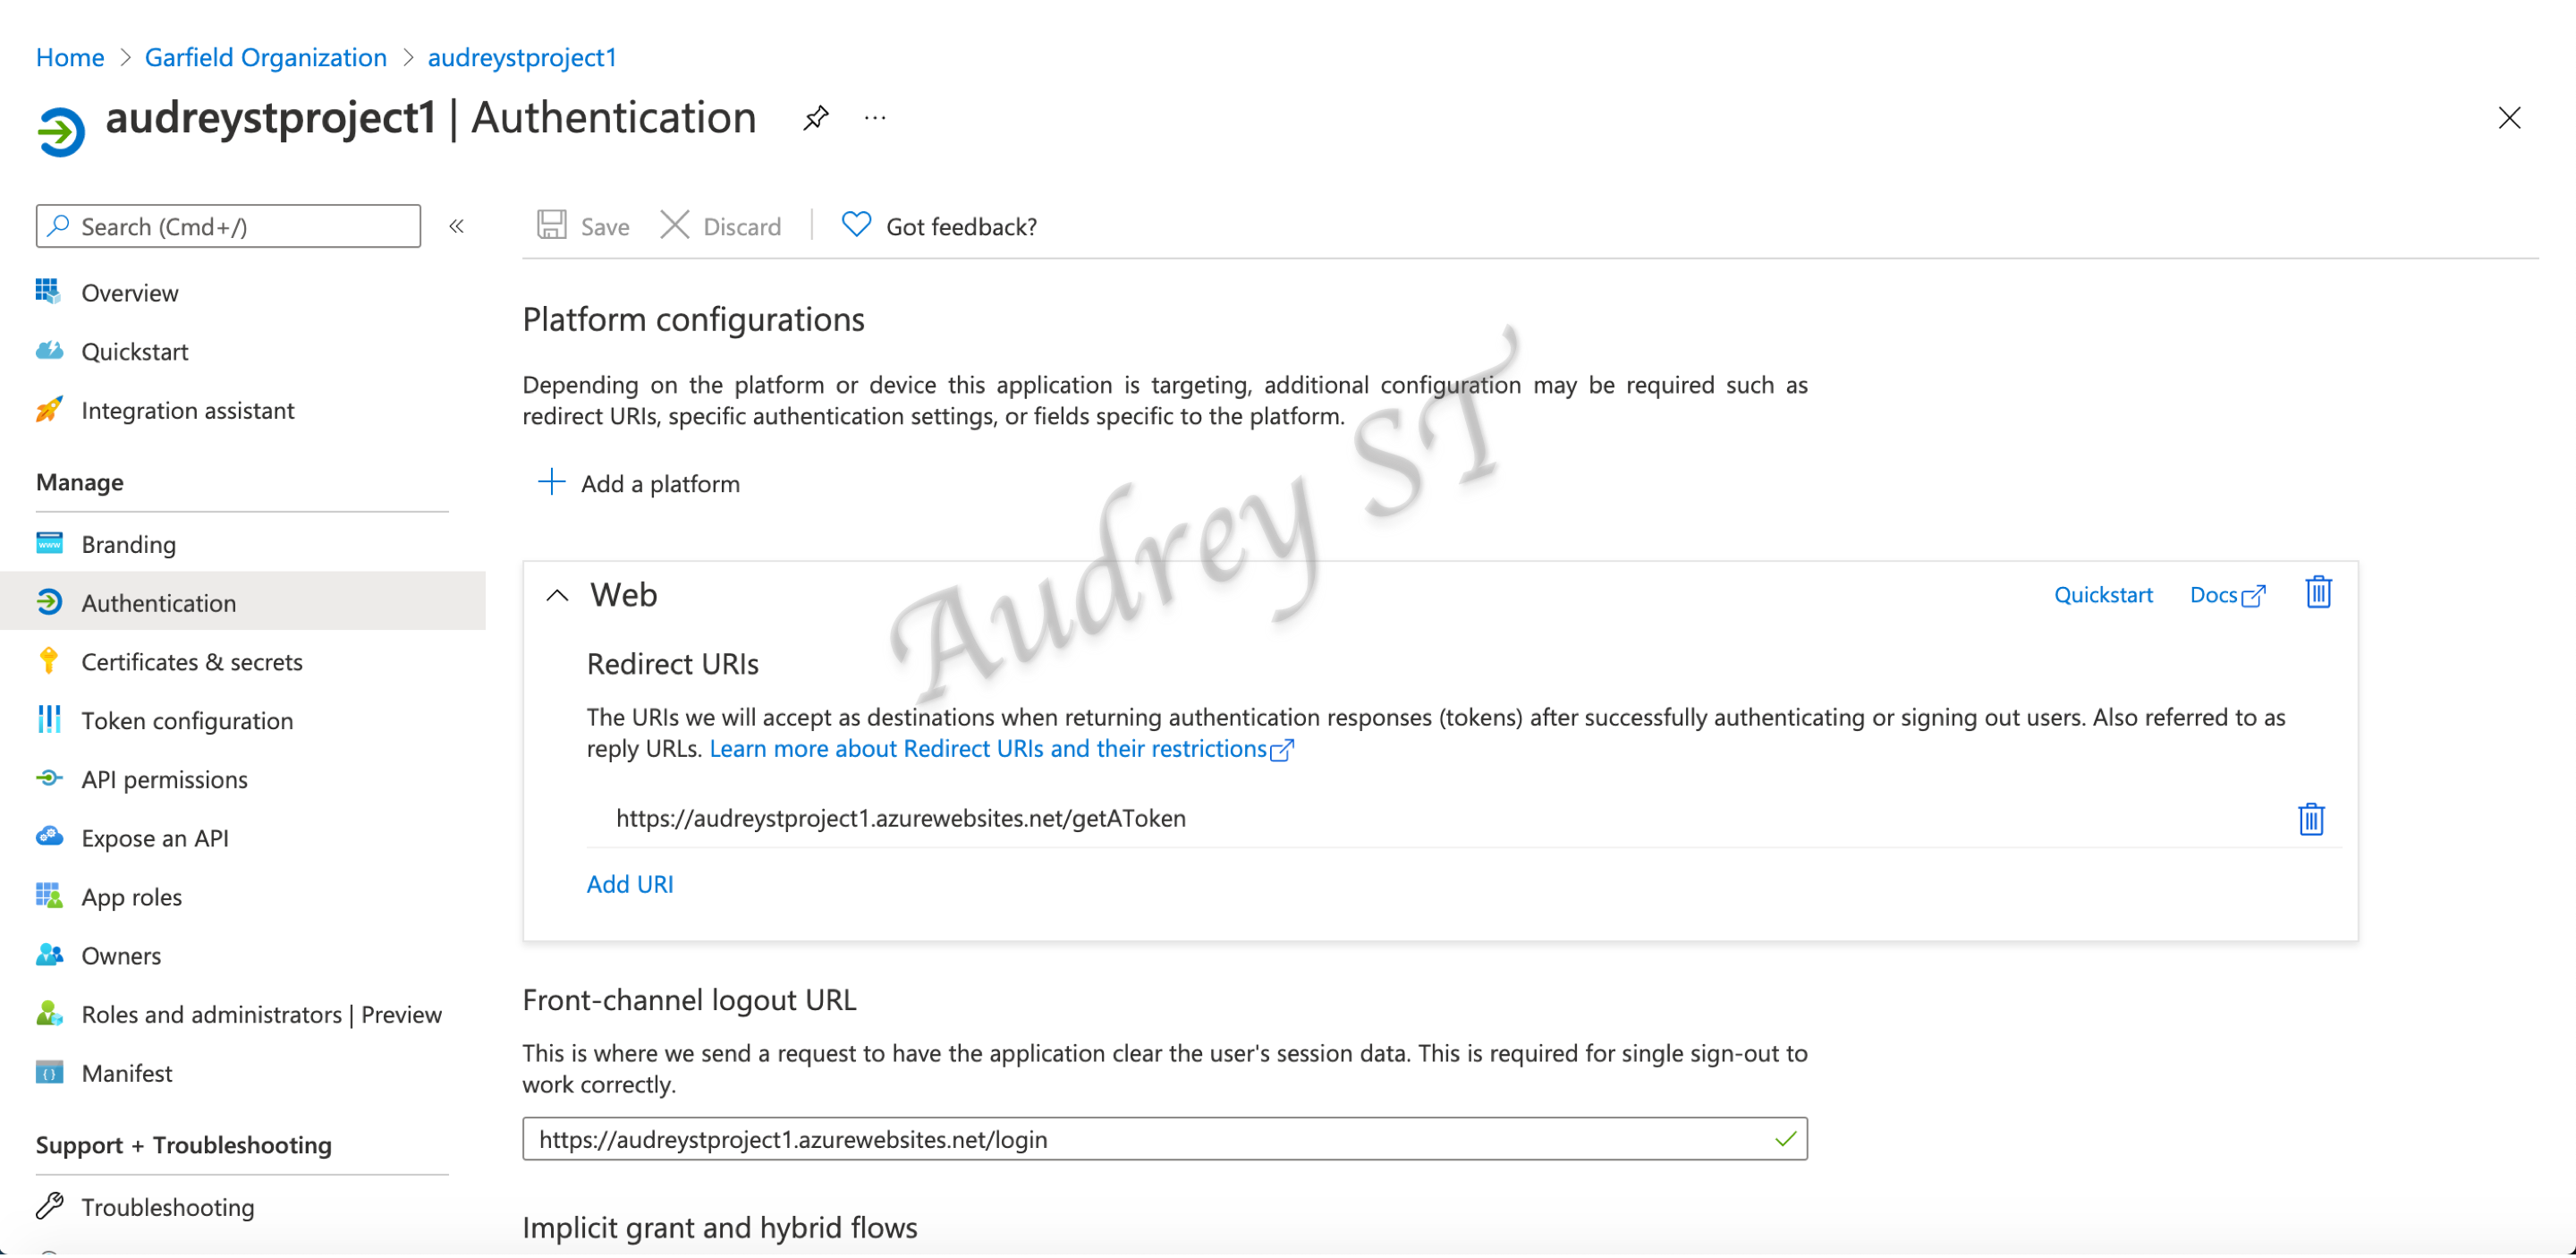 Home > Garfield Organization > audreystproject1
audreystproject1 | Authentication ...
Search (Cmd+/) «
Overview
Quickstart
Integration assistant
Manage
Branding
Authentication
Certificates & secrets
Token configuration
API permissions
Expose an API
App roles
Owners
Roles and administrators | Preview
Manifest
Support + Troubleshooting
Troubleshooting
Save Discard Got feedback?
Platform configurations
Depending on the platform or device this application is targeting, additional configuration may be required such as
redirect URIs, specific authentication settings, or fields specific to the platform.
Add a platform
Audrey ST
Web Quickstart Docs
Redirect URIs
The URIs we will accept as destinations when returning authentication responses (tokens) after successfully authenticating or signing out users. Also referred to as
reply URLs. Learn more about Redirect URIs and their restrictions
https://audreystproject1.azurewebsites.net/getAToken
Add URI
Front-channel logout URL
This is where we send a request to have the application clear the user's session data. This is required for single sign-out to
work correctly.
https://audreystproject1.azurewebsites.net/login
Implicit grant and hybrid flows